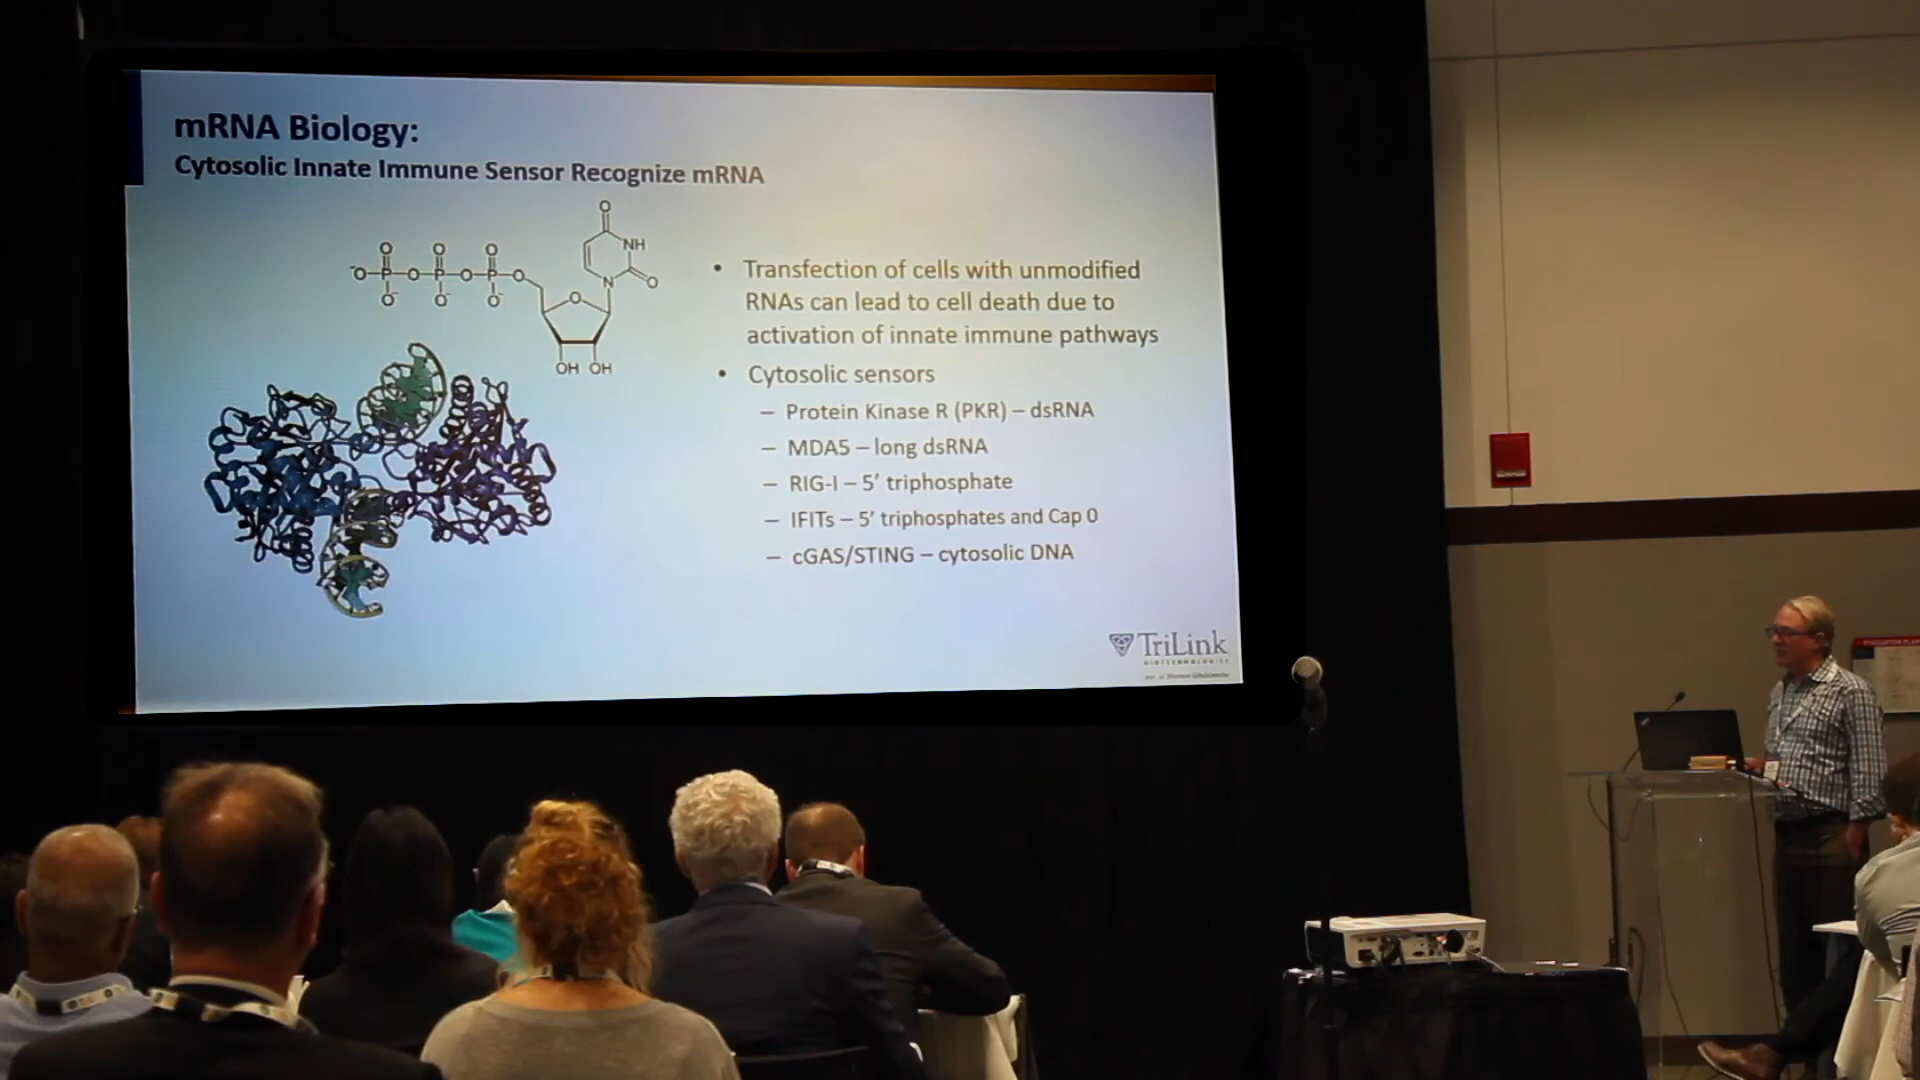 mRNA Biology:
Cytosolic Innate Immune Sensor Recognize mRNA
O
NH
O
N
O O O
⁻O P O P O P O
O⁻ O⁻ O⁻
O
OH OH
• Transfection of cells with unmodified
RNAs can lead to cell death due to
activation of innate immune pathways
• Cytosolic sensors
– Protein Kinase R (PKR) – dsRNA
– MDA5 – long dsRNA
– RIG-I – 5′ triphosphate
– IFITs – 5′ triphosphates and Cap 0
– cGAS/STING – cytosolic DNA
TriLink
BIOTECHNOLOGIES